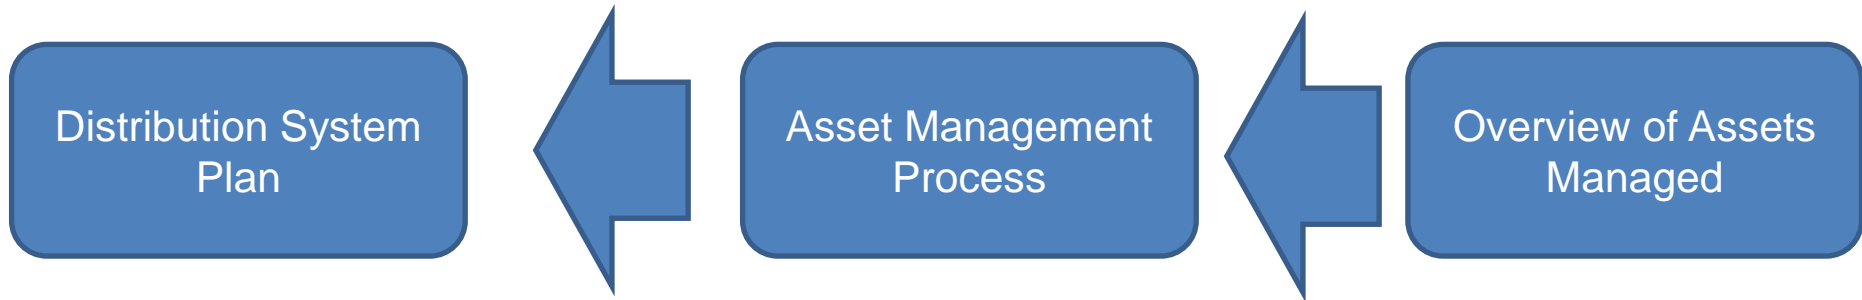 Distribution System
Plan
Asset Management
Process
Overview of Assets
Managed